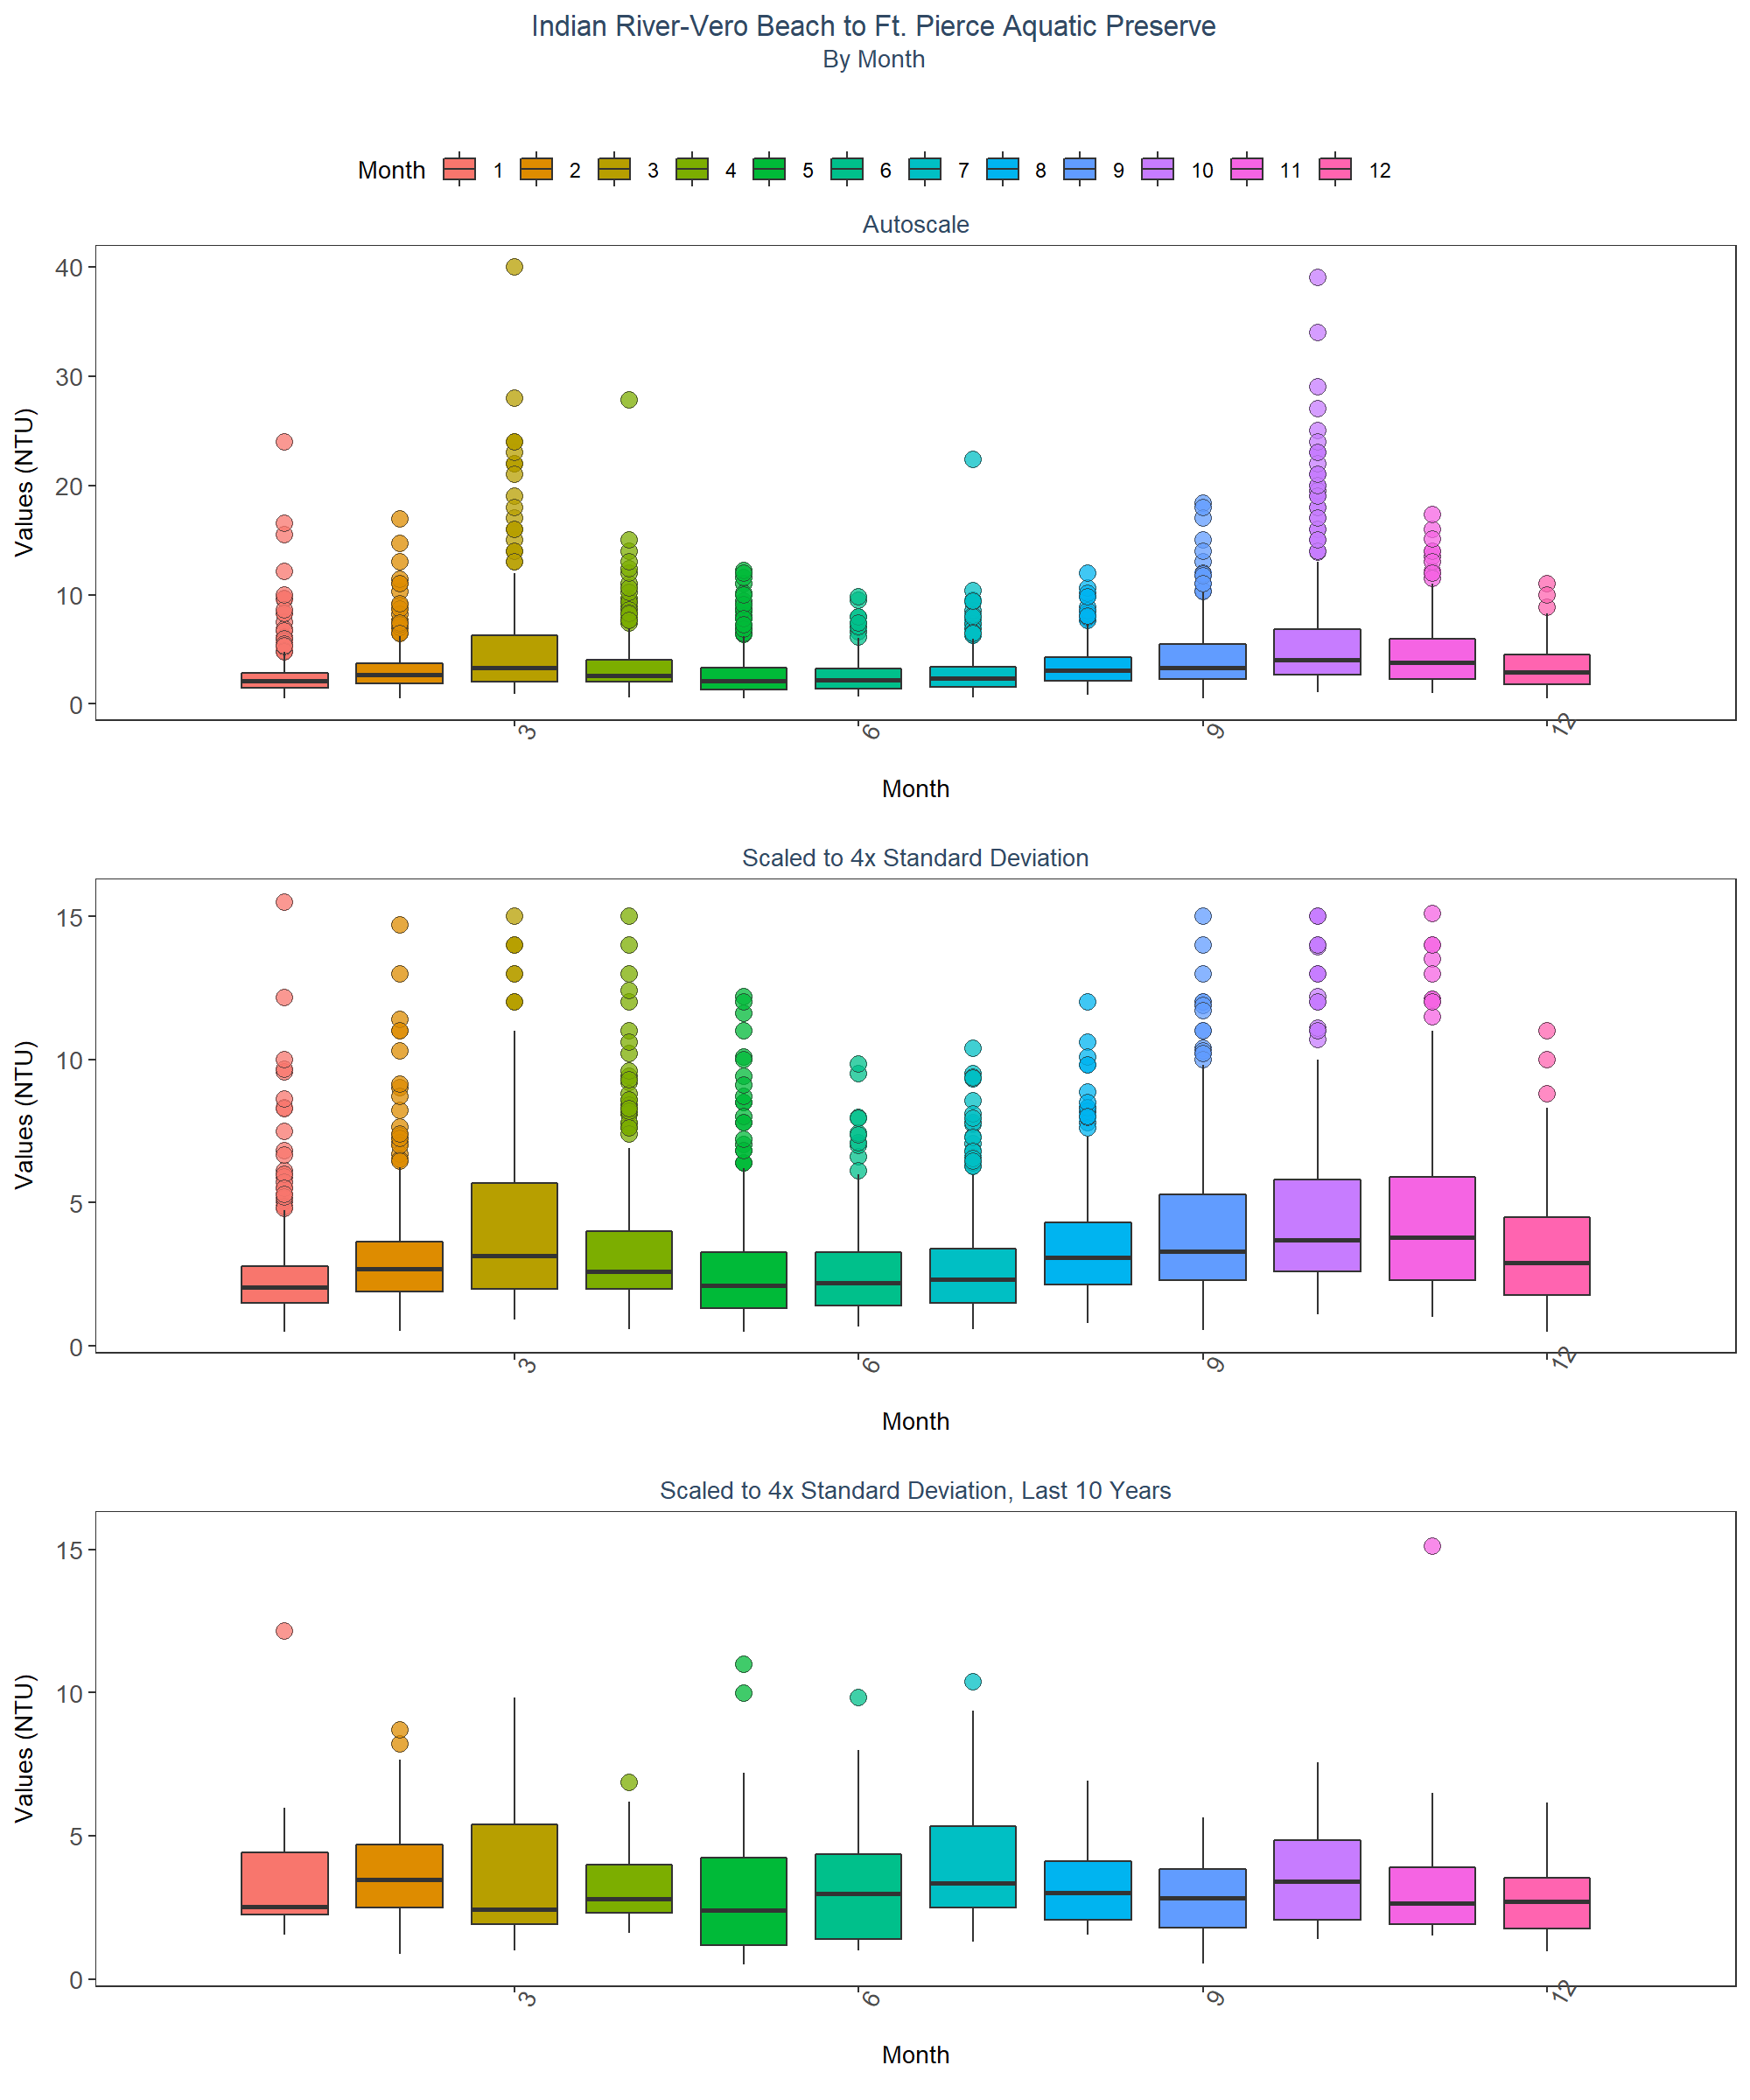 Indian River-Vero Beach to Ft. Pierce Aquatic Preserve
By Month
Month 1 2 3 4 5 6 7 8 9 10 11 12
Autoscale
Values (NTU)
40
30
20
10
0
3 6 9 12
Month
Scaled to 4x Standard Deviation
Values (NTU)
15
10
5
0
3 6 9 12
Month
Scaled to 4x Standard Deviation, Last 10 Years
Values (NTU)
15
10
5
0
3 6 9 12
Month